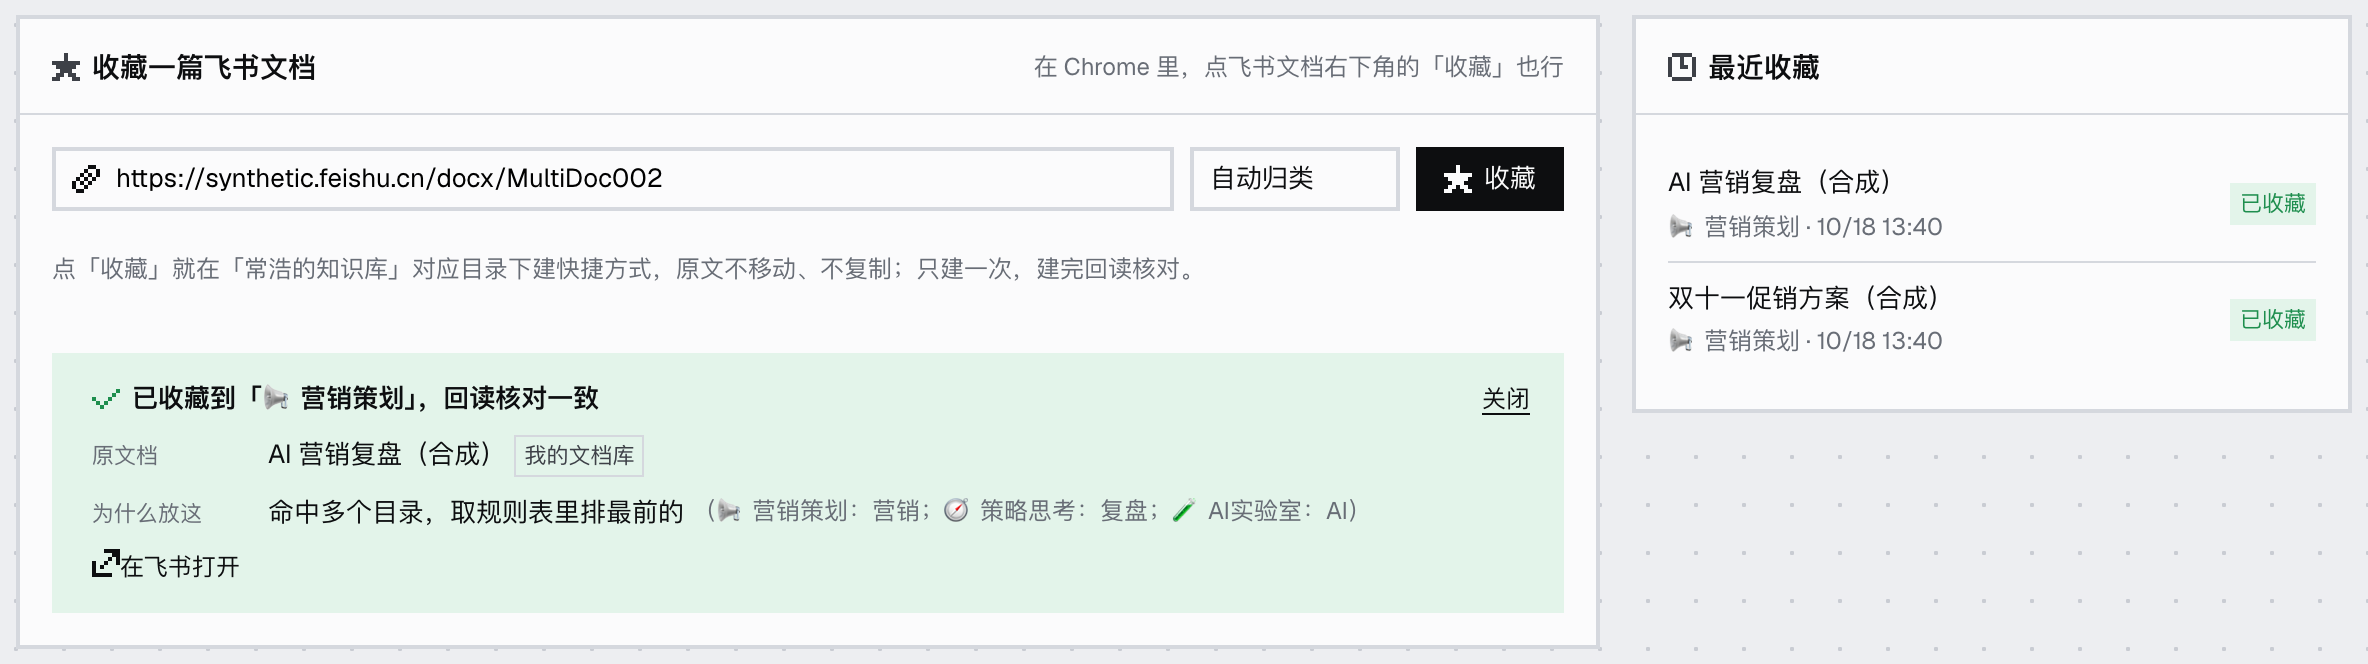 收藏一篇飞书文档
在 Chrome 里，点飞书文档右下角的「收藏」也行
https://synthetic.feishu.cn/docx/MultiDoc002
自动归类
收藏
点「收藏」就在「常浩的知识库」对应目录下建快捷方式，原文不移动、不复制；只建一次，建完回读核对。
已收藏到「📢 营销策划」，回读核对一致
关闭
原文档 AI 营销复盘（合成） 我的文档库
为什么放这 命中多个目录，取规则表里排最前的 （📢 营销策划：营销；🧭 策略思考：复盘；🧪 AI实验室：AI）
在飞书打开
最近收藏
AI 营销复盘（合成）
📢 营销策划 · 10/18 13:40
已收藏
双十一促销方案（合成）
📢 营销策划 · 10/18 13:40
已收藏